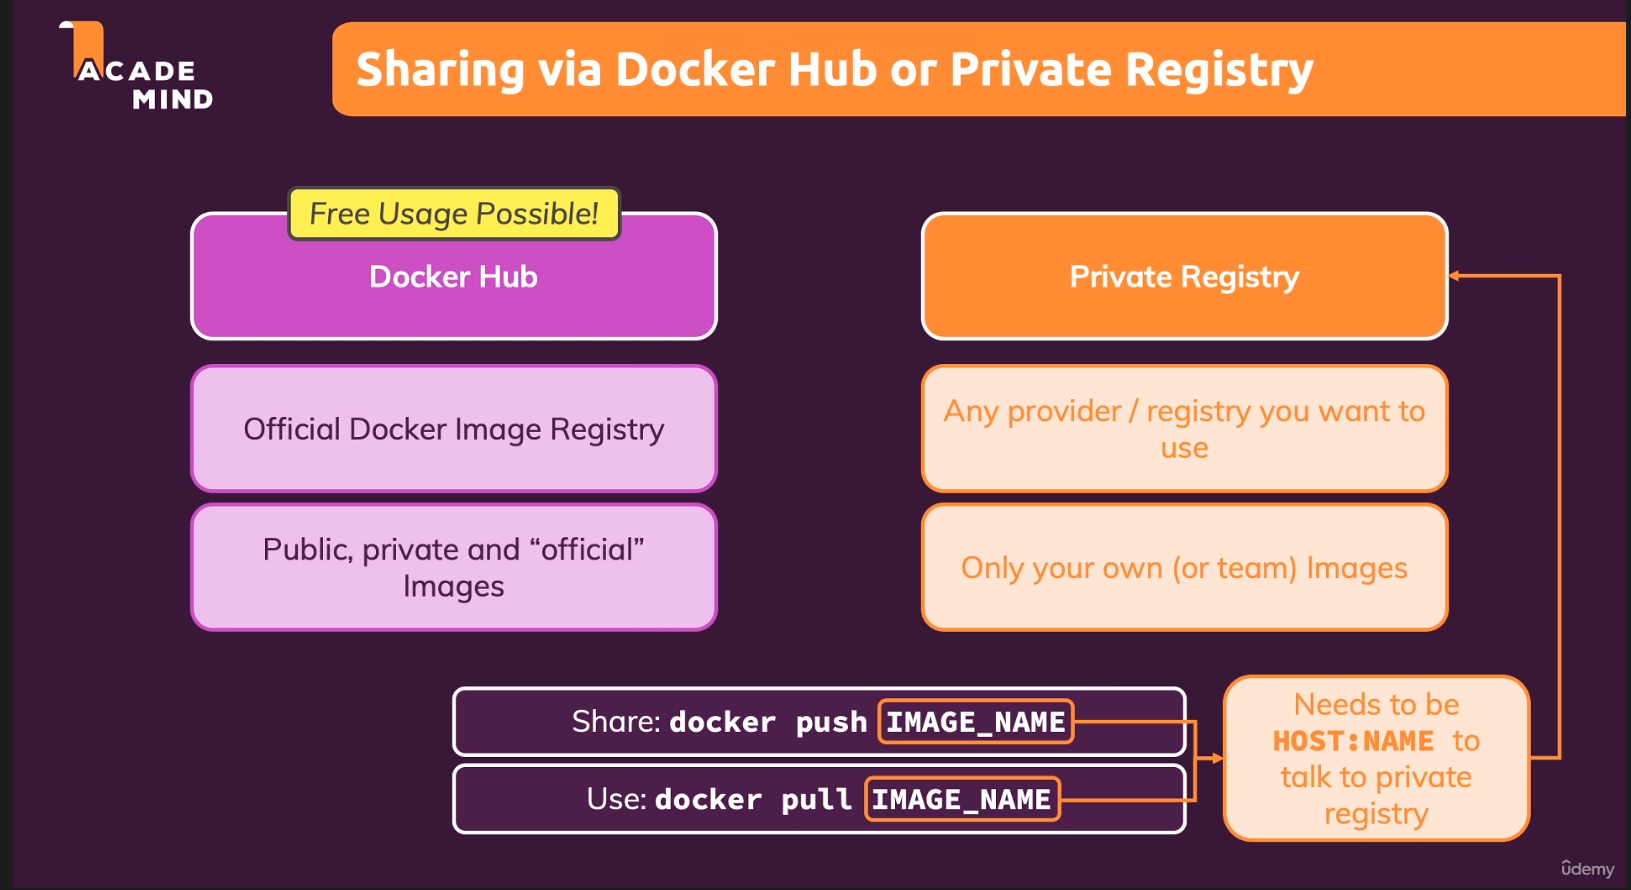 ACADE
MIND
Sharing via Docker Hub or Private Registry
Free Usage Possible!
Docker Hub
Official Docker Image Registry
Public, private and “official”
Images
Private Registry
Any provider / registry you want to
use
Only your own (or team) Images
Share: docker push IMAGE_NAME
Use: docker pull IMAGE_NAME
Needs to be
HOST:NAME to
talk to private
registry
ûdemy